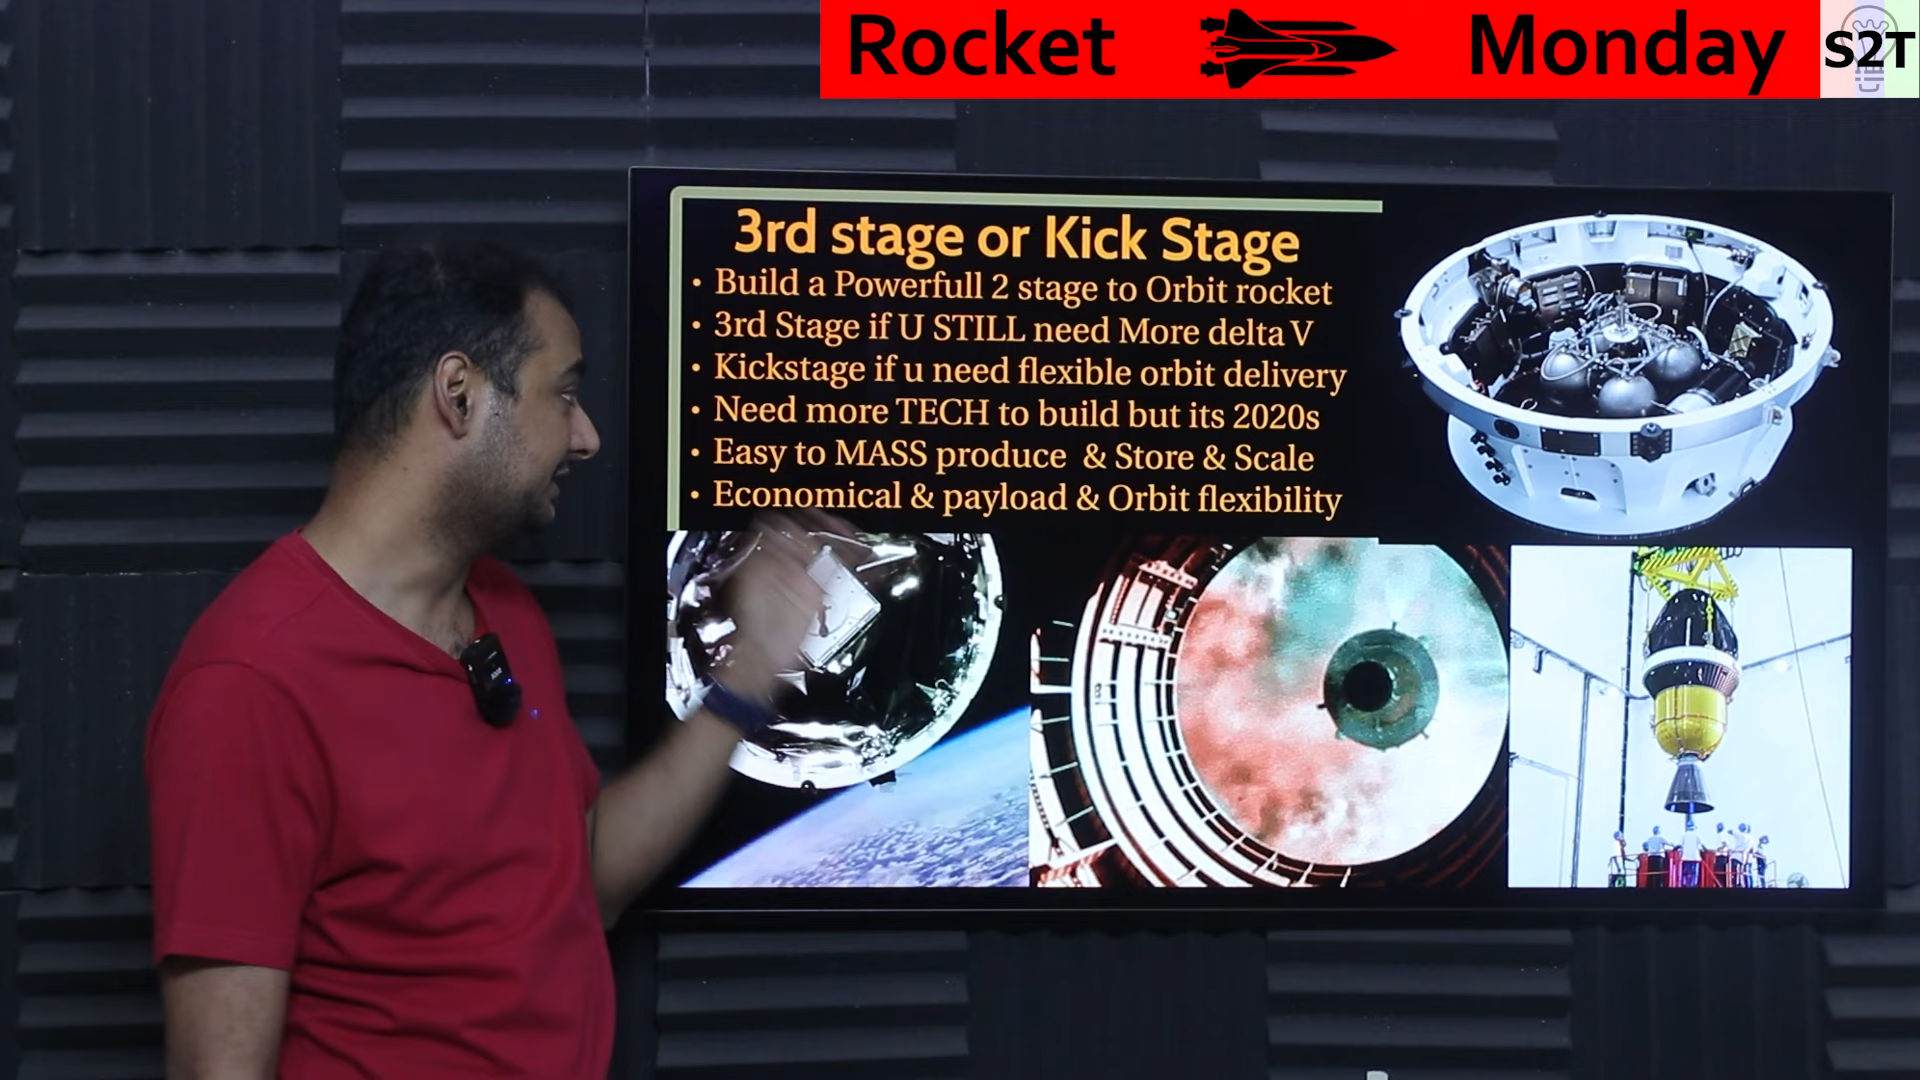 Rocket Monday S2T
3rd stage or Kick Stage
• Build a Powerfull 2 stage to Orbit rocket
• 3rd Stage if U STILL need More delta V
• Kickstage if u need flexible orbit delivery
• Need more TECH to build but its 2020s
• Easy to MASS produce & Store & Scale
• Economical & payload & Orbit flexibility